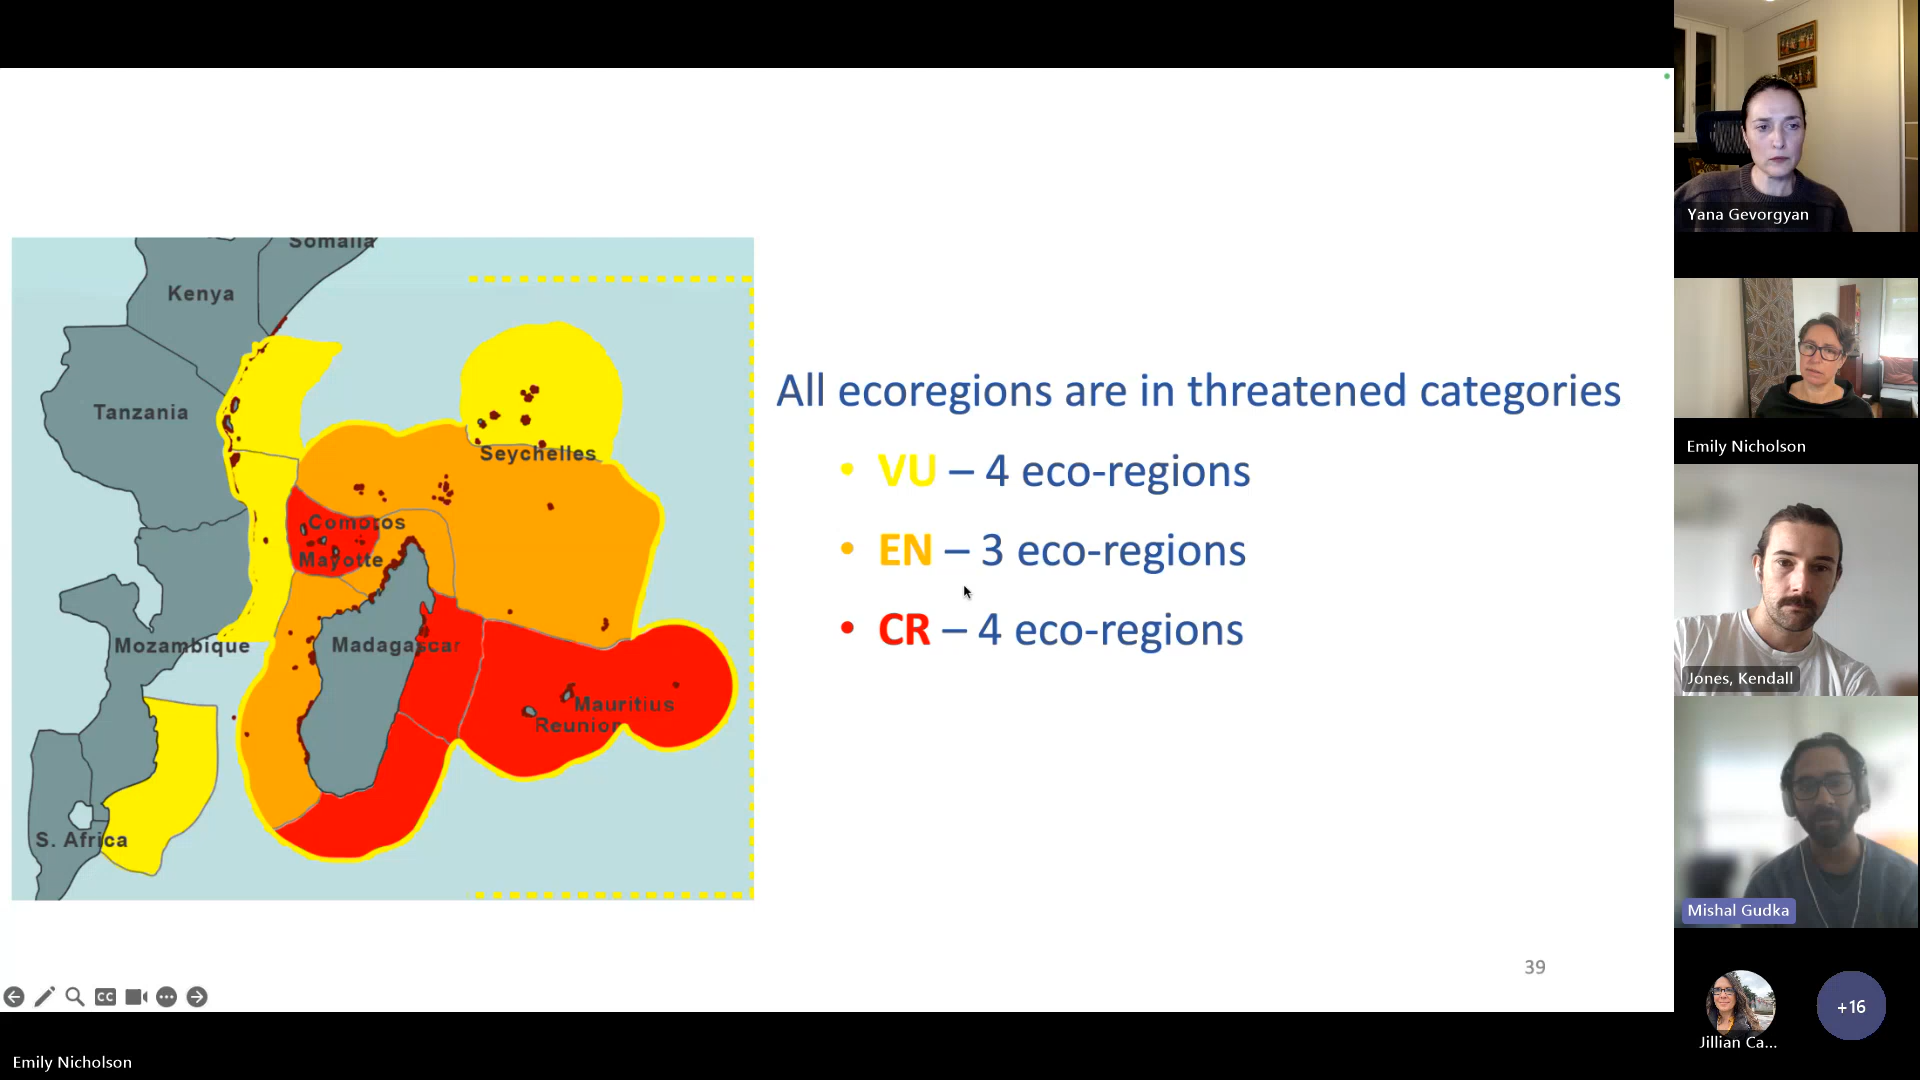 Somalia
Kenya
Tanzania
Seychelles
Comoros
Mayotte
Mozambique
Madagascar
Mauritius
Reunion
S. Africa
All ecoregions are in threatened categories
• VU – 4 eco-regions
• EN – 3 eco-regions
• CR – 4 eco-regions
39
CC
Emily Nicholson
Yana Gevorgyan
Emily Nicholson
Jones, Kendall
Mishal Gudka
Jillian Ca...
+16